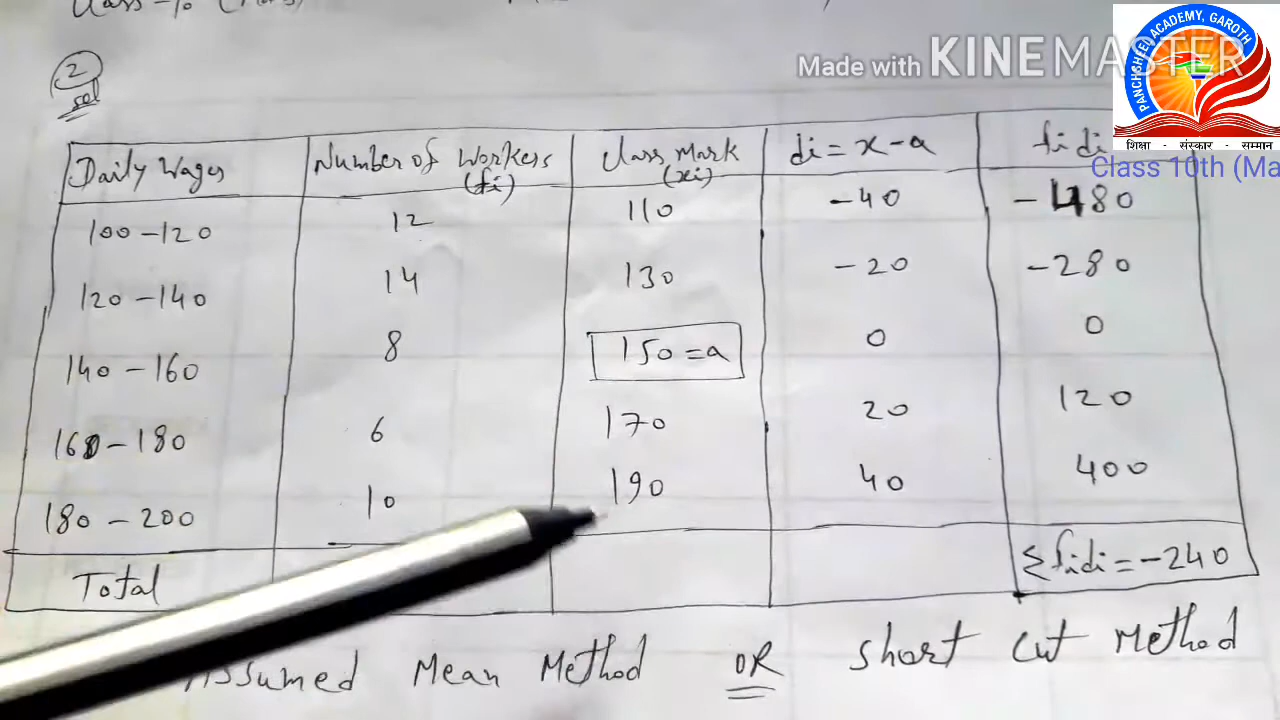 Made with KINEMASTER
PANCHSHEEL ACADEMY, GAROTH
शिक्षा - संस्कार - सम्मान
Class 10th (Ma
2
sol
Daily Wages Number of Workers (fi) Class Mark (xi) di = x - a fidi
100 - 120 12 110 -40 -480
120 - 140 14 130 -20 -280
140 - 160 8 150 = a 0 0
160 - 180 6 170 20 120
180 - 200 10 190 40 400
Total Σfidi = -240
Assumed Mean Method OR Short Cut Method